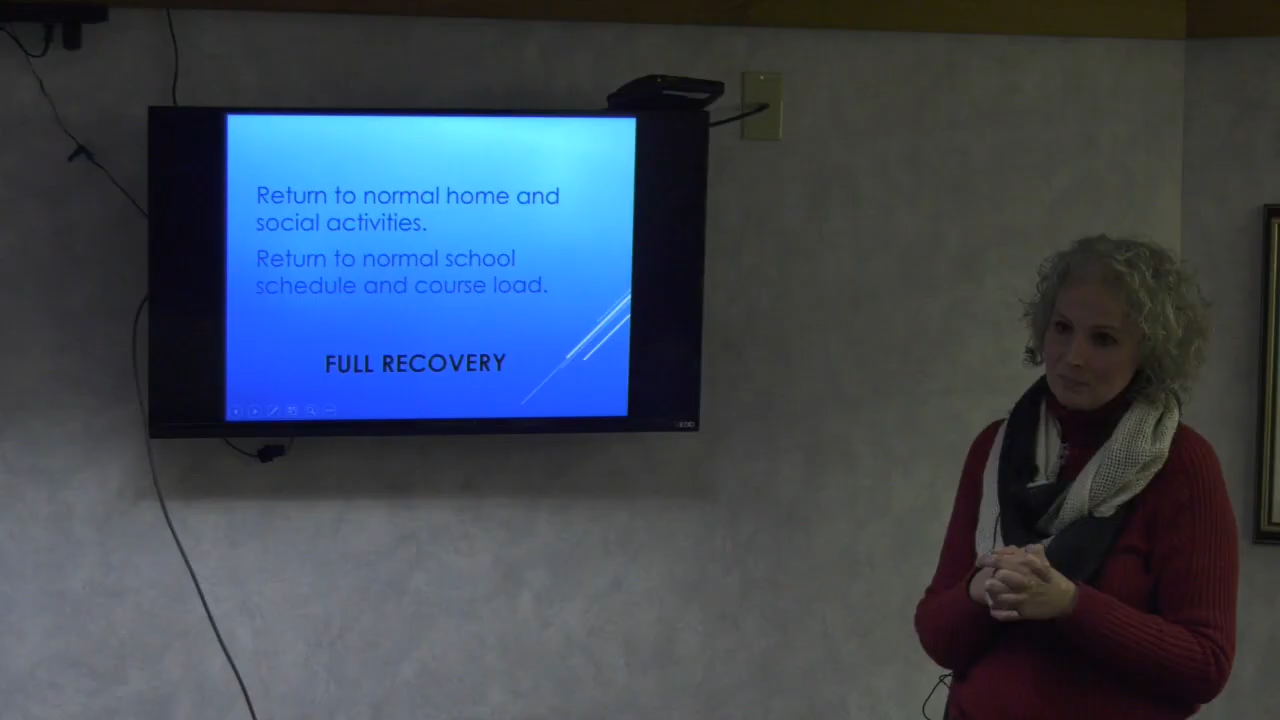 Return to normal home and
social activities.
Return to normal school
schedule and course load.
FULL RECOVERY